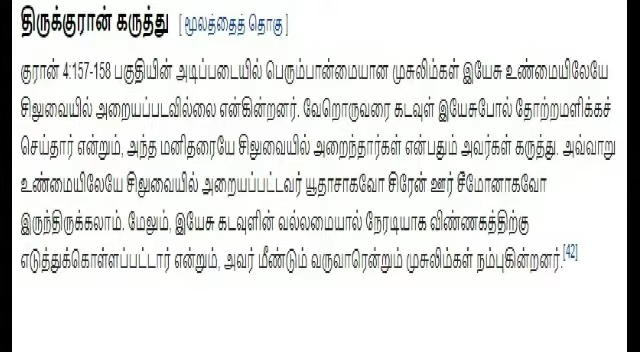 திருக்குரான் கருத்து [ மூலத்தைத் தொகு ]
குரான் 4:157-158 பகுதியின் அடிப்படையில் பெரும்பான்மையான முசுலிம்கள் இயேசு உண்மையிலேயே
சிலுவையில் அறையப்படவில்லை என்கின்றனர். வேறொருவரை கடவுள் இயேசுபோல் தோற்றமளிக்கச்
செய்தார் என்றும், அந்த மனிதரையே சிலுவையில் அறைந்தார்கள் என்பதும் அவர்கள் கருத்து. அவ்வாறு
உண்மையிலேயே சிலுவையில் அறையப்பட்டவர் யூதாசாகவோ சிரேன் ஊர் சீமோனாகவோ
இருந்திருக்கலாம். மேலும், இயேசு கடவுளின் வல்லமையால் நேரடியாக விண்ணகத்திற்கு
எடுத்துக்கொள்ளப்பட்டார் என்றும், அவர் மீண்டும் வருவாரென்றும் முசுலிம்கள் நம்புகின்றனர்.[42]